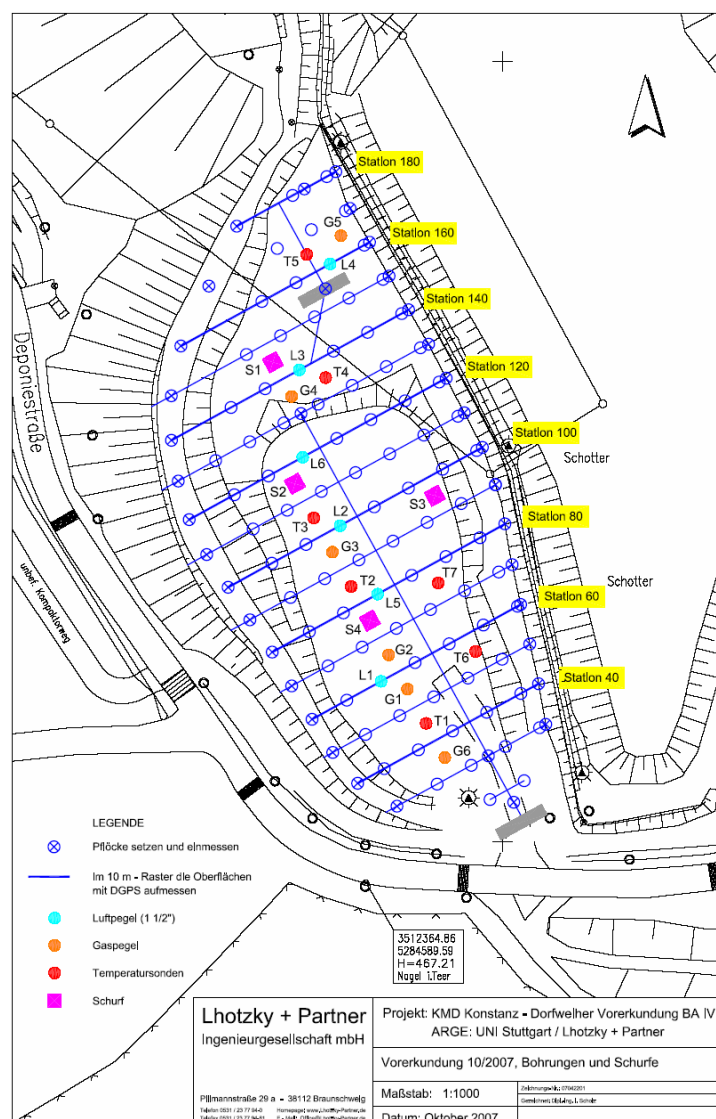 Station 180
G5
Station 160
T5
L4
Station 140
S1
L3
T4
G4
Station 120
Deponiestraße
L6
Station 100
Schotter
S2
S3
T3
L2
Station 80
G3
T2
T7
L5
Schotter
S4
Station 60
unbef. Kompaktorweg
G2
T6
L1
Station 40
G1
T1
G6
LEGENDE
Pflöcke setzen und einmessen
Im 10 m - Raster die Oberflächen
mit DGPS aufmessen
Luftpegel (1 1/2")
Gaspegel
Temperatursonden
Schurf
3512364.86
5284589.59
H=467.21
Nagel i.Teer
Lhotzky + Partner
Ingenieurgesellschaft mbH
Projekt: KMD Konstanz - Dorfweiher Vorerkundung BA IV
ARGE: UNI Stuttgart / Lhotzky + Partner
Vorerkundung 10/2007, Bohrungen und Schurfe
Pillmannstraße 29 a - 38112 Braunschweig
Maßstab: 1:1000
Datum: Oktober 2007